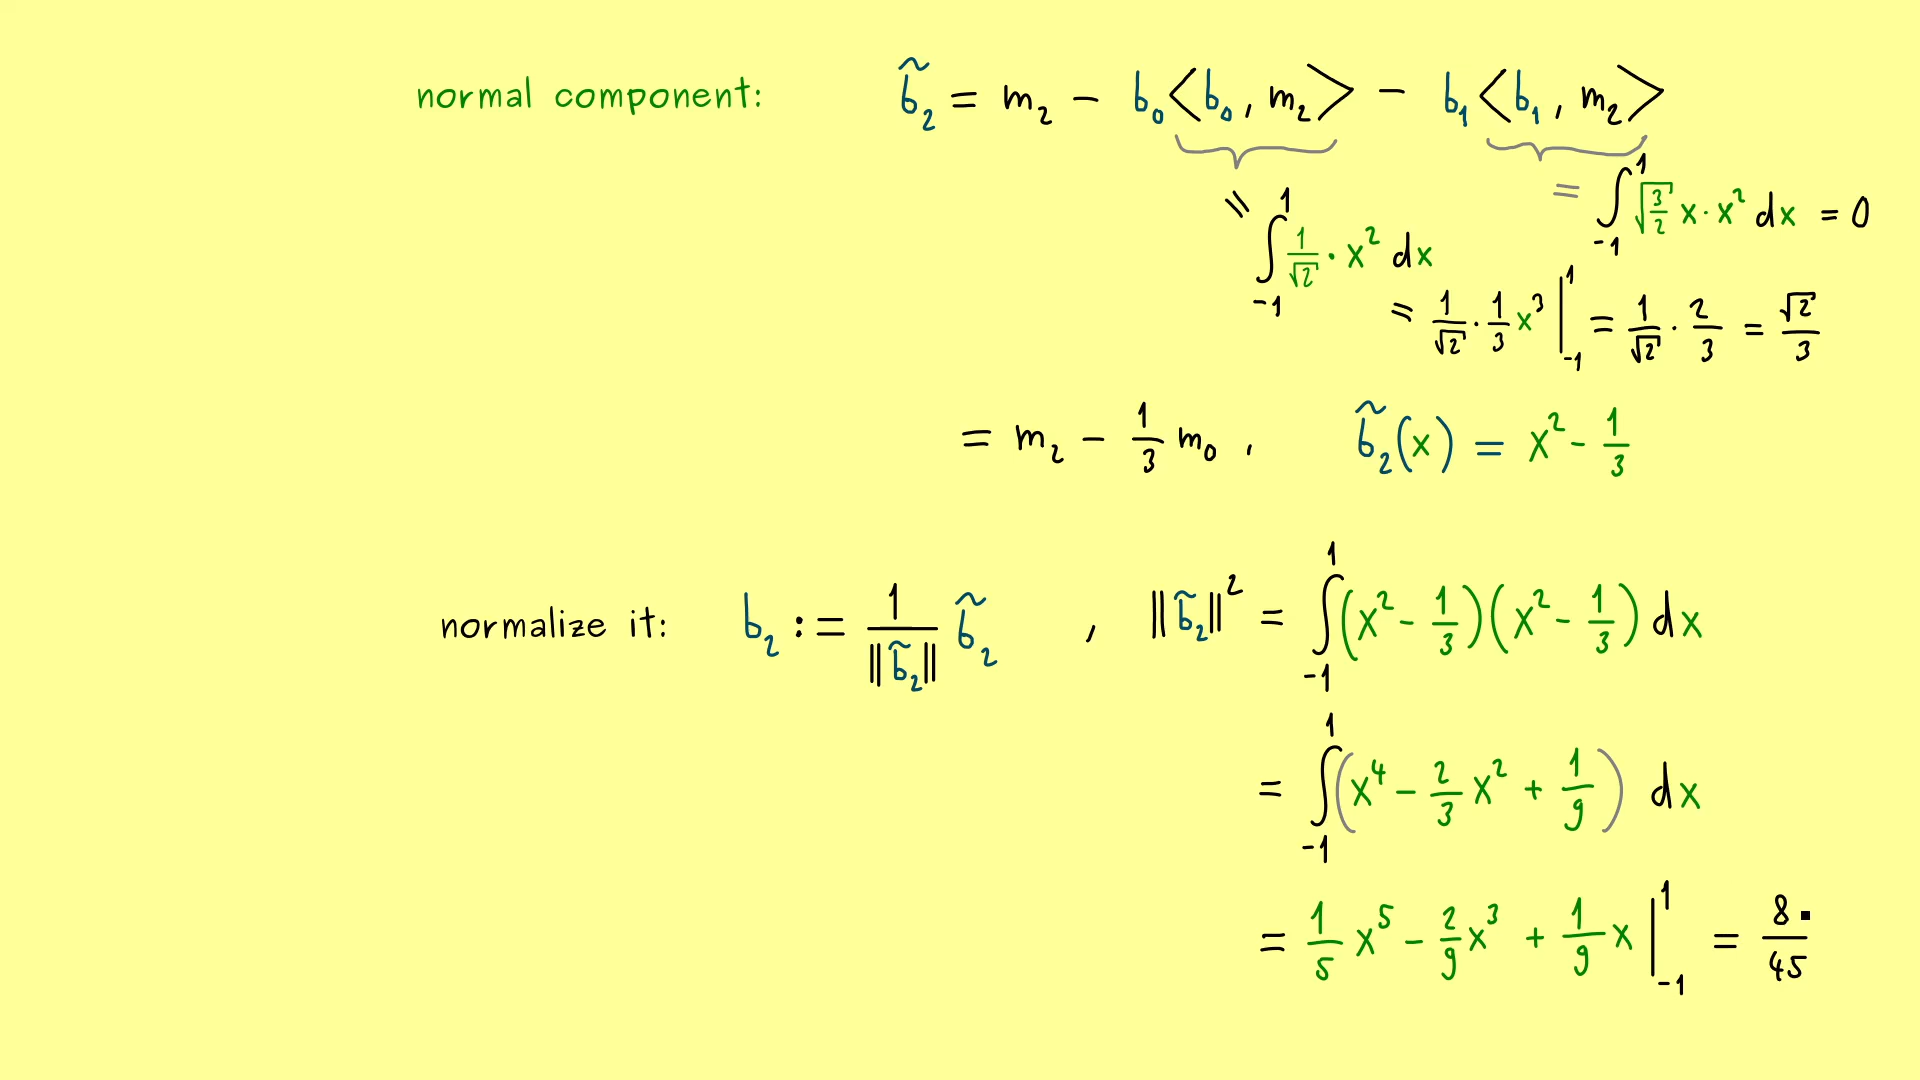 normal component: b̃₂ = m₂ − b₀<b₀, m₂> − b₁<b₁, m₂>
= ∫₋₁¹ √(3/2) x · x² dx = 0
= ∫₋₁¹ 1/√2 · x² dx
= 1/√2 · 1/3 x³ |₋₁¹ = 1/√2 · 2/3 = √2/3
= m₂ − 1/3 m₀ , b̃₂(x) = x² − 1/3
normalize it: b₂ := 1/‖b̃₂‖ b̃₂ , ‖b̃₂‖² = ∫₋₁¹ (x² − 1/3)(x² − 1/3) dx
= ∫₋₁¹ (x⁴ − 2/3 x² + 1/9) dx
= 1/5 x⁵ − 2/9 x³ + 1/9 x |₋₁¹ = 8/45